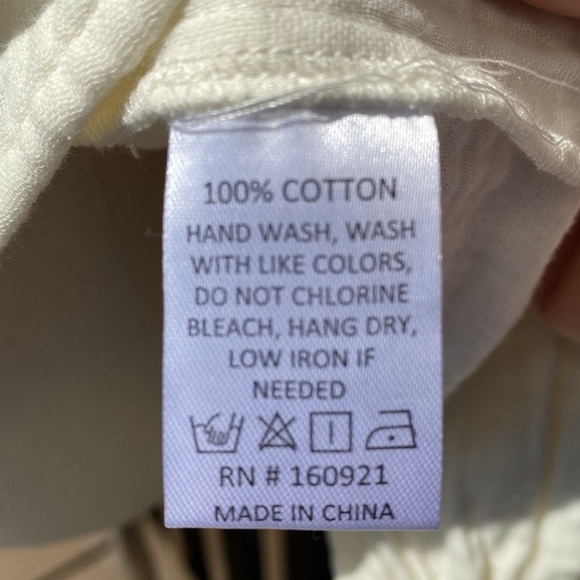 100% COTTON
HAND WASH, WASH
WITH LIKE COLORS,
DO NOT CHLORINE
BLEACH, HANG DRY,
LOW IRON IF
NEEDED
RN # 160921
MADE IN CHINA